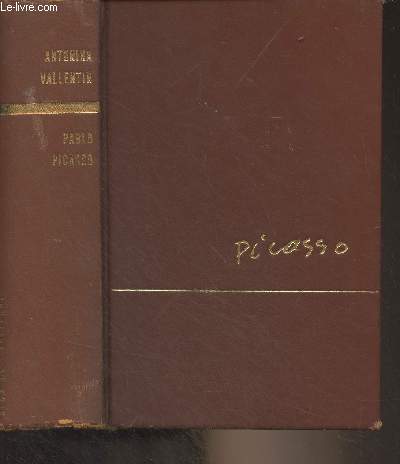 Le-livre.com
ANTONINA
VALLENTIN
PABLO
PICASSO
Picasso